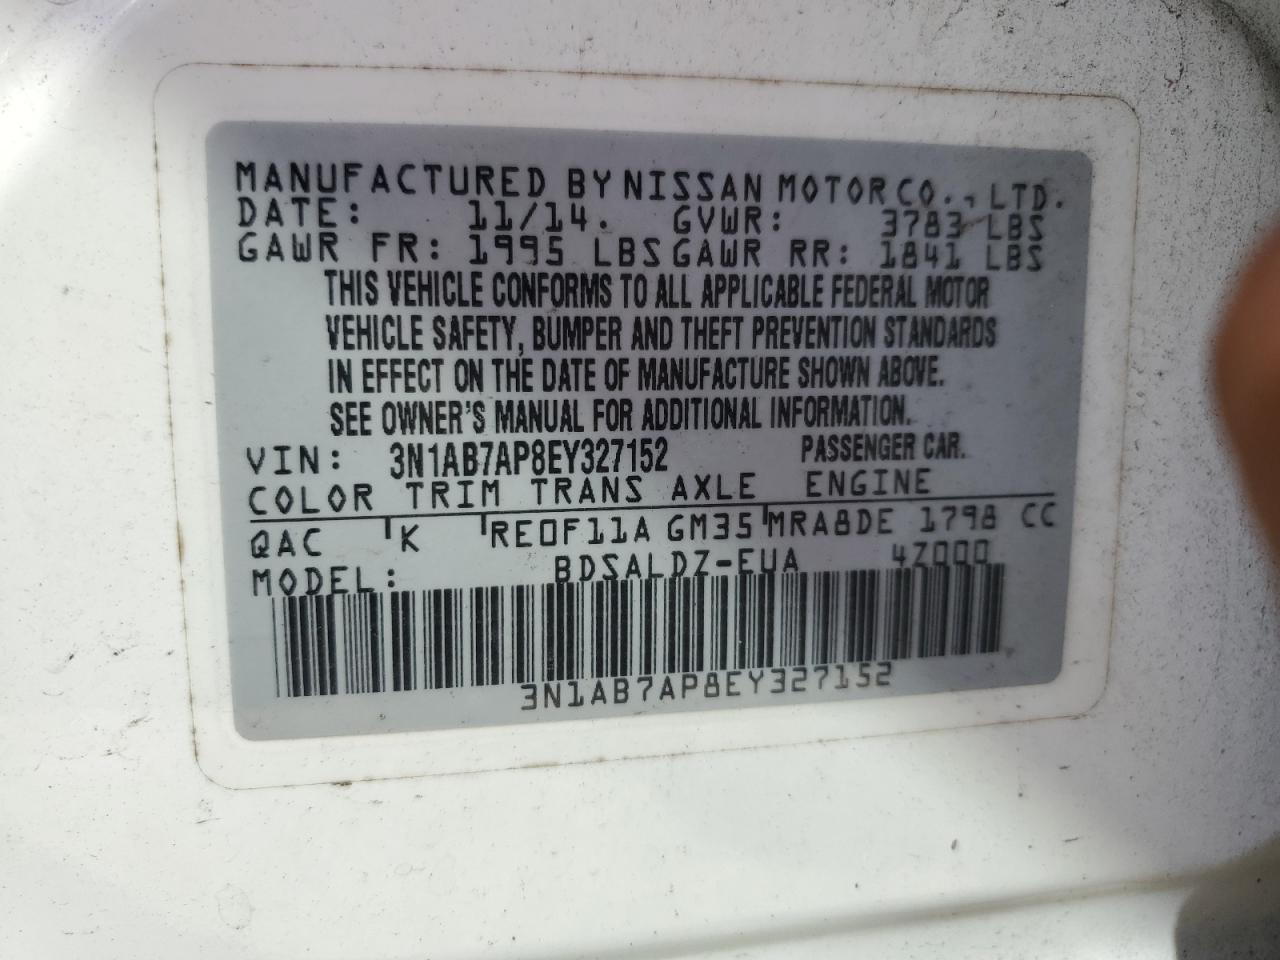 MANUFACTURED BY NISSAN MOTOR CO., LTD.
DATE: 11/14. GVWR: 3783 LBS
GAWR FR: 1995 LBS GAWR RR: 1841 LBS
THIS VEHICLE CONFORMS TO ALL APPLICABLE FEDERAL MOTOR
VEHICLE SAFETY, BUMPER AND THEFT PREVENTION STANDARDS
IN EFFECT ON THE DATE OF MANUFACTURE SHOWN ABOVE.
SEE OWNER'S MANUAL FOR ADDITIONAL INFORMATION.
VIN: 3N1AB7AP8EY327152 PASSENGER CAR.
COLOR TRIM TRANS AXLE ENGINE
QAC K RE0F11A GM35 MRA8DE 1798 CC
MODEL: BDSALDZ-EUA 4Z000
3N1AB7AP8EY327152